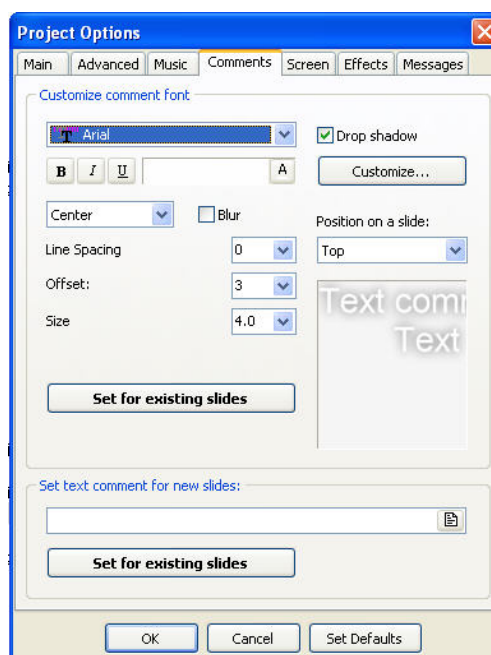 Project Options
Main Advanced Music Comments Screen Effects Messages
Customize comment font
T Arial
Drop shadow
B I U A
Customize...
Center
Blur
Position on a slide:
Line Spacing 0
Top
Offset: 3
Size 4.0
Text comm
Text
Set for existing slides
Set text comment for new slides:
Set for existing slides
OK Cancel Set Defaults